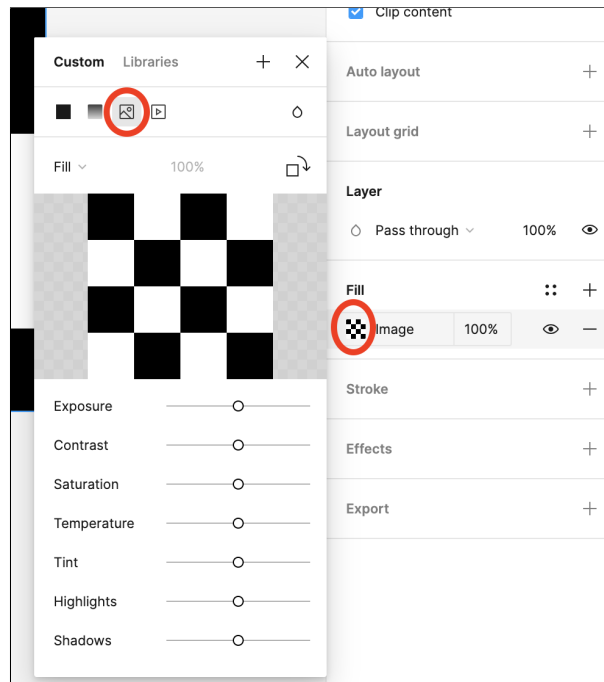 Clip content
Custom Libraries
Auto layout
Layout grid
Fill 100%
Layer
Pass through 100%
Fill
Image 100%
Exposure
Contrast
Saturation
Temperature
Tint
Highlights
Shadows
Stroke
Effects
Export